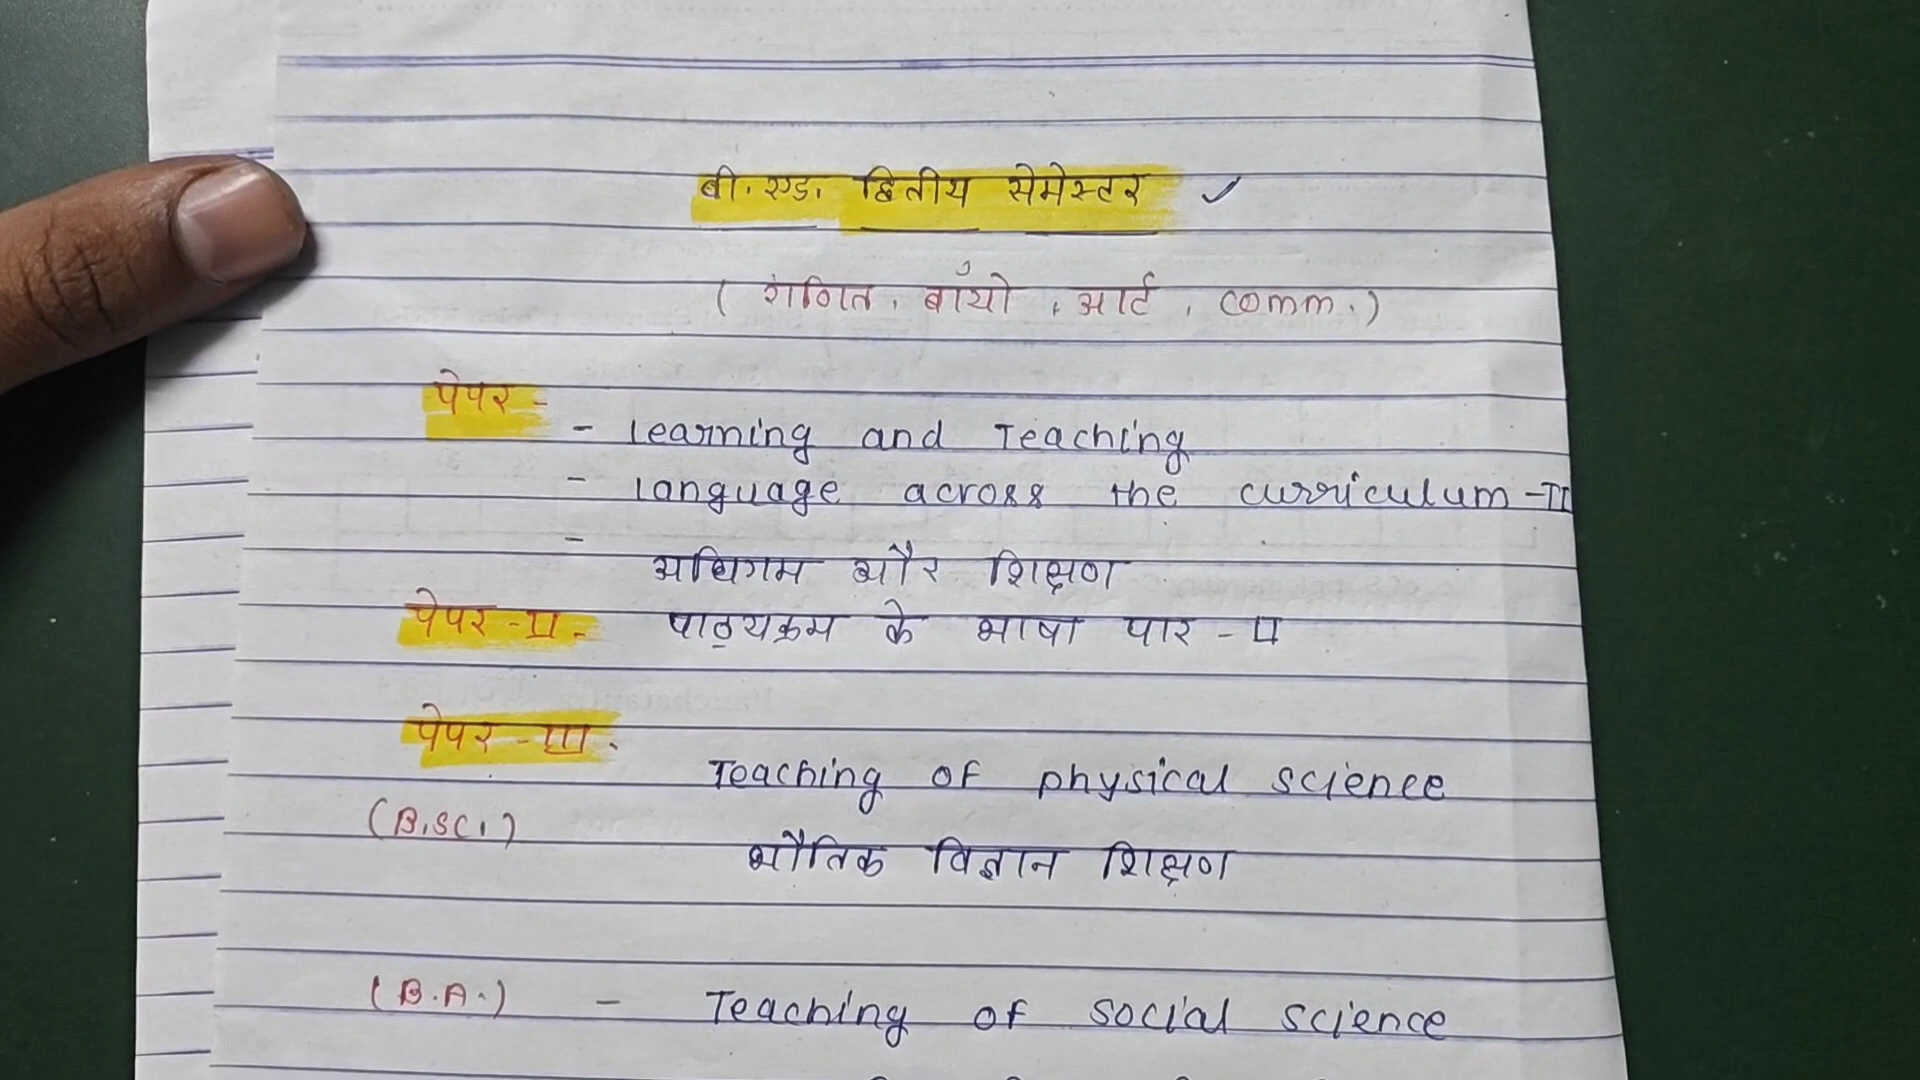 बी. एड. द्वितीय सेमेस्टर ✓
( गणित, बॉयो, आर्ट, comm. )
पेपर -
- Learning and Teaching
- Language across the curriculum - II
- अधिगम और शिक्षण
पेपर - II. पाठ्यक्रम के भाषा पार - II
पेपर - III.
Teaching of physical science
(B.SC.)
भौतिक विज्ञान शिक्षण
(B.A.) - Teaching of social science